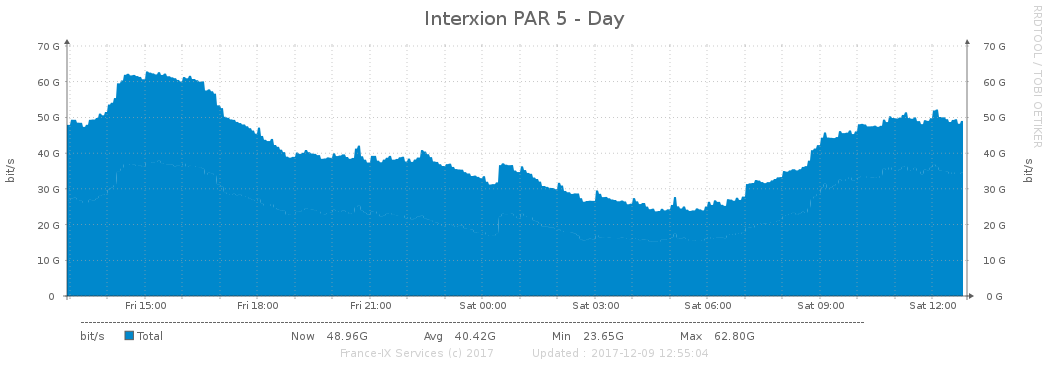 Interxion PAR 5 - Day
RRDTOOL / TOBI OETIKER
bit/s
70 G 70 G
60 G 60 G
50 G 50 G
40 G 40 G
30 G 30 G
20 G 20 G
10 G 10 G
0 0 G
bit/s
Fri 15:00 Fri 18:00 Fri 21:00 Sat 00:00 Sat 03:00 Sat 06:00 Sat 09:00 Sat 12:00
bit/s Total Now 48.96G Avg 40.42G Min 23.65G Max 62.80G
France-IX Services (c) 2017 Updated : 2017-12-09 12:55:04